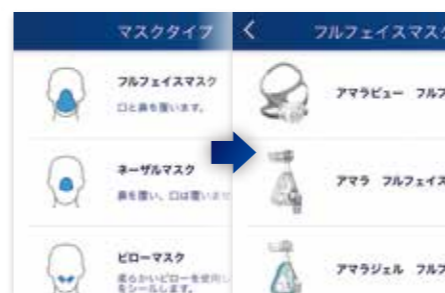 マスクタイプ
フルフェイスマスク
口と鼻を覆います。
ネーザルマスク
鼻を覆い、口は覆いませ
ピローマスク
柔らかいピローを使用し
をシールします。
フルフェイスマスク
アマラビュー フルフ
アマラ フルフェイス
アマラジェル フルフ